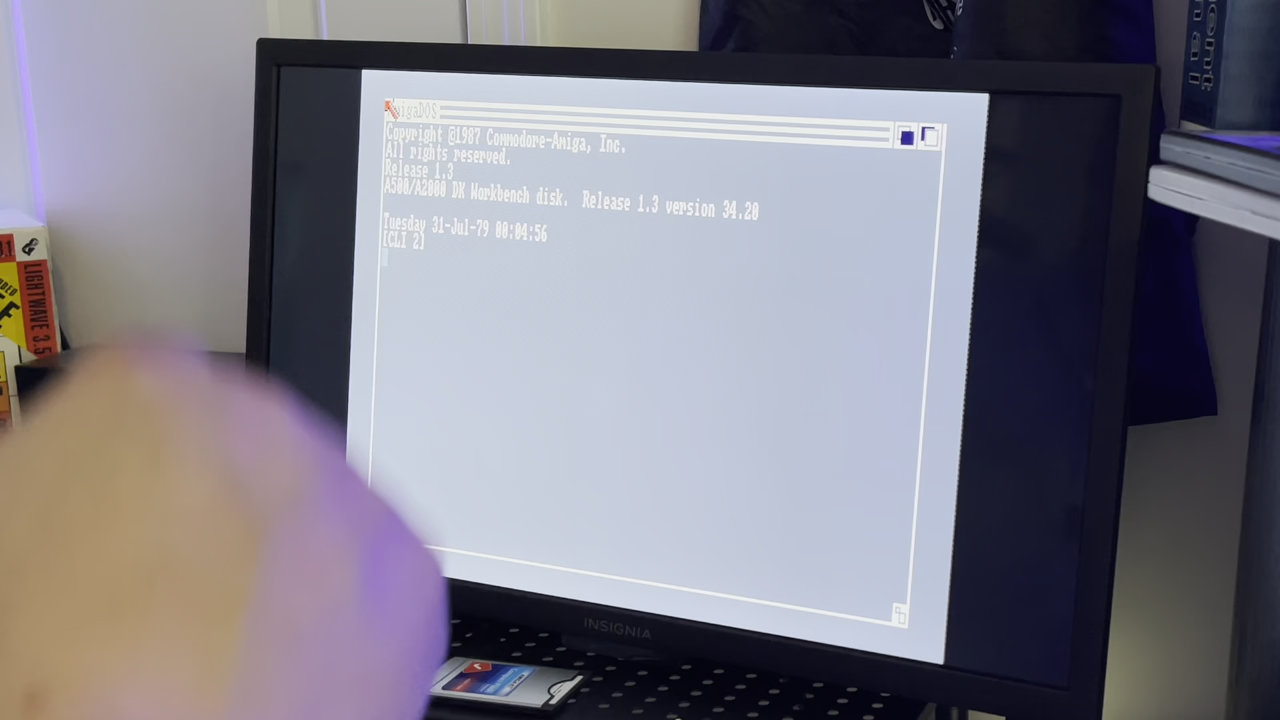 AmigaDOS
Copyright @1987 Commodore-Amiga, Inc.
All rights reserved.
Release 1.3
A500/A2000 DK Workbench disk.  Release 1.3 version 34.20
Tuesday 31-Jul-79 00:04:56
[CLI 2]
LIGHTWAVE 3.5
INSIGNIA